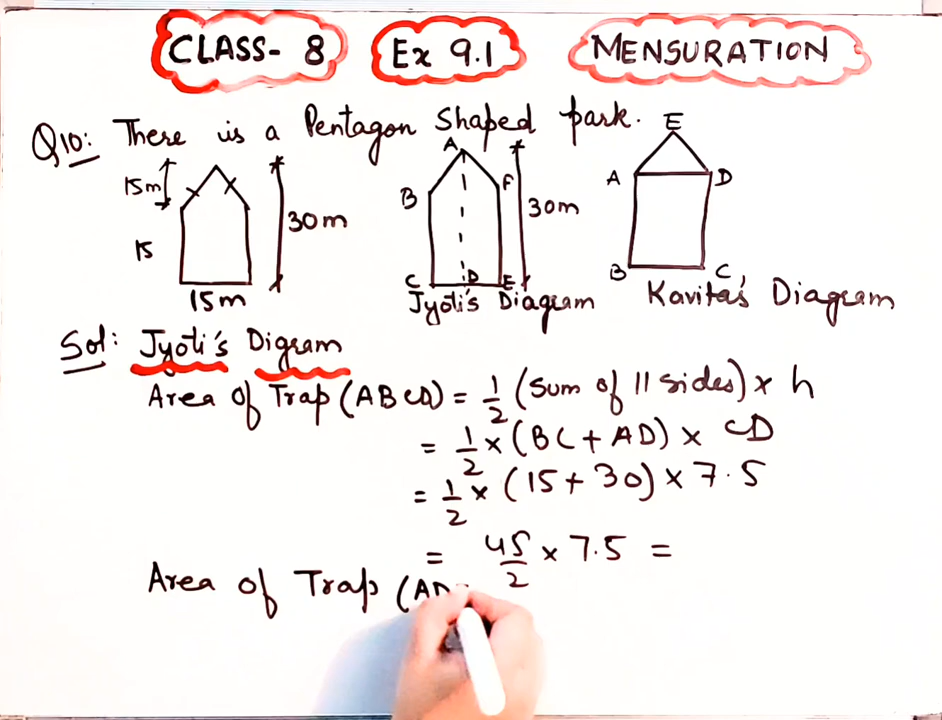 CLASS- 8 Ex 9.1 MENSURATION
Q10: There is a Pentagon Shaped park.
15m
15
15m
30m
A
B
C
D
E
F
30m
Jyoti's Diagram
E
A
D
B
C
Kavita's Diagram
Sol: Jyoti's Digram
Area of Trap (ABCD) = 1/2 (Sum of || sides) × h
= 1/2 × (BC + AD) × CD
= 1/2 × (15 + 30) × 7.5
= 45/2 × 7.5 =
Area of Trap (AD